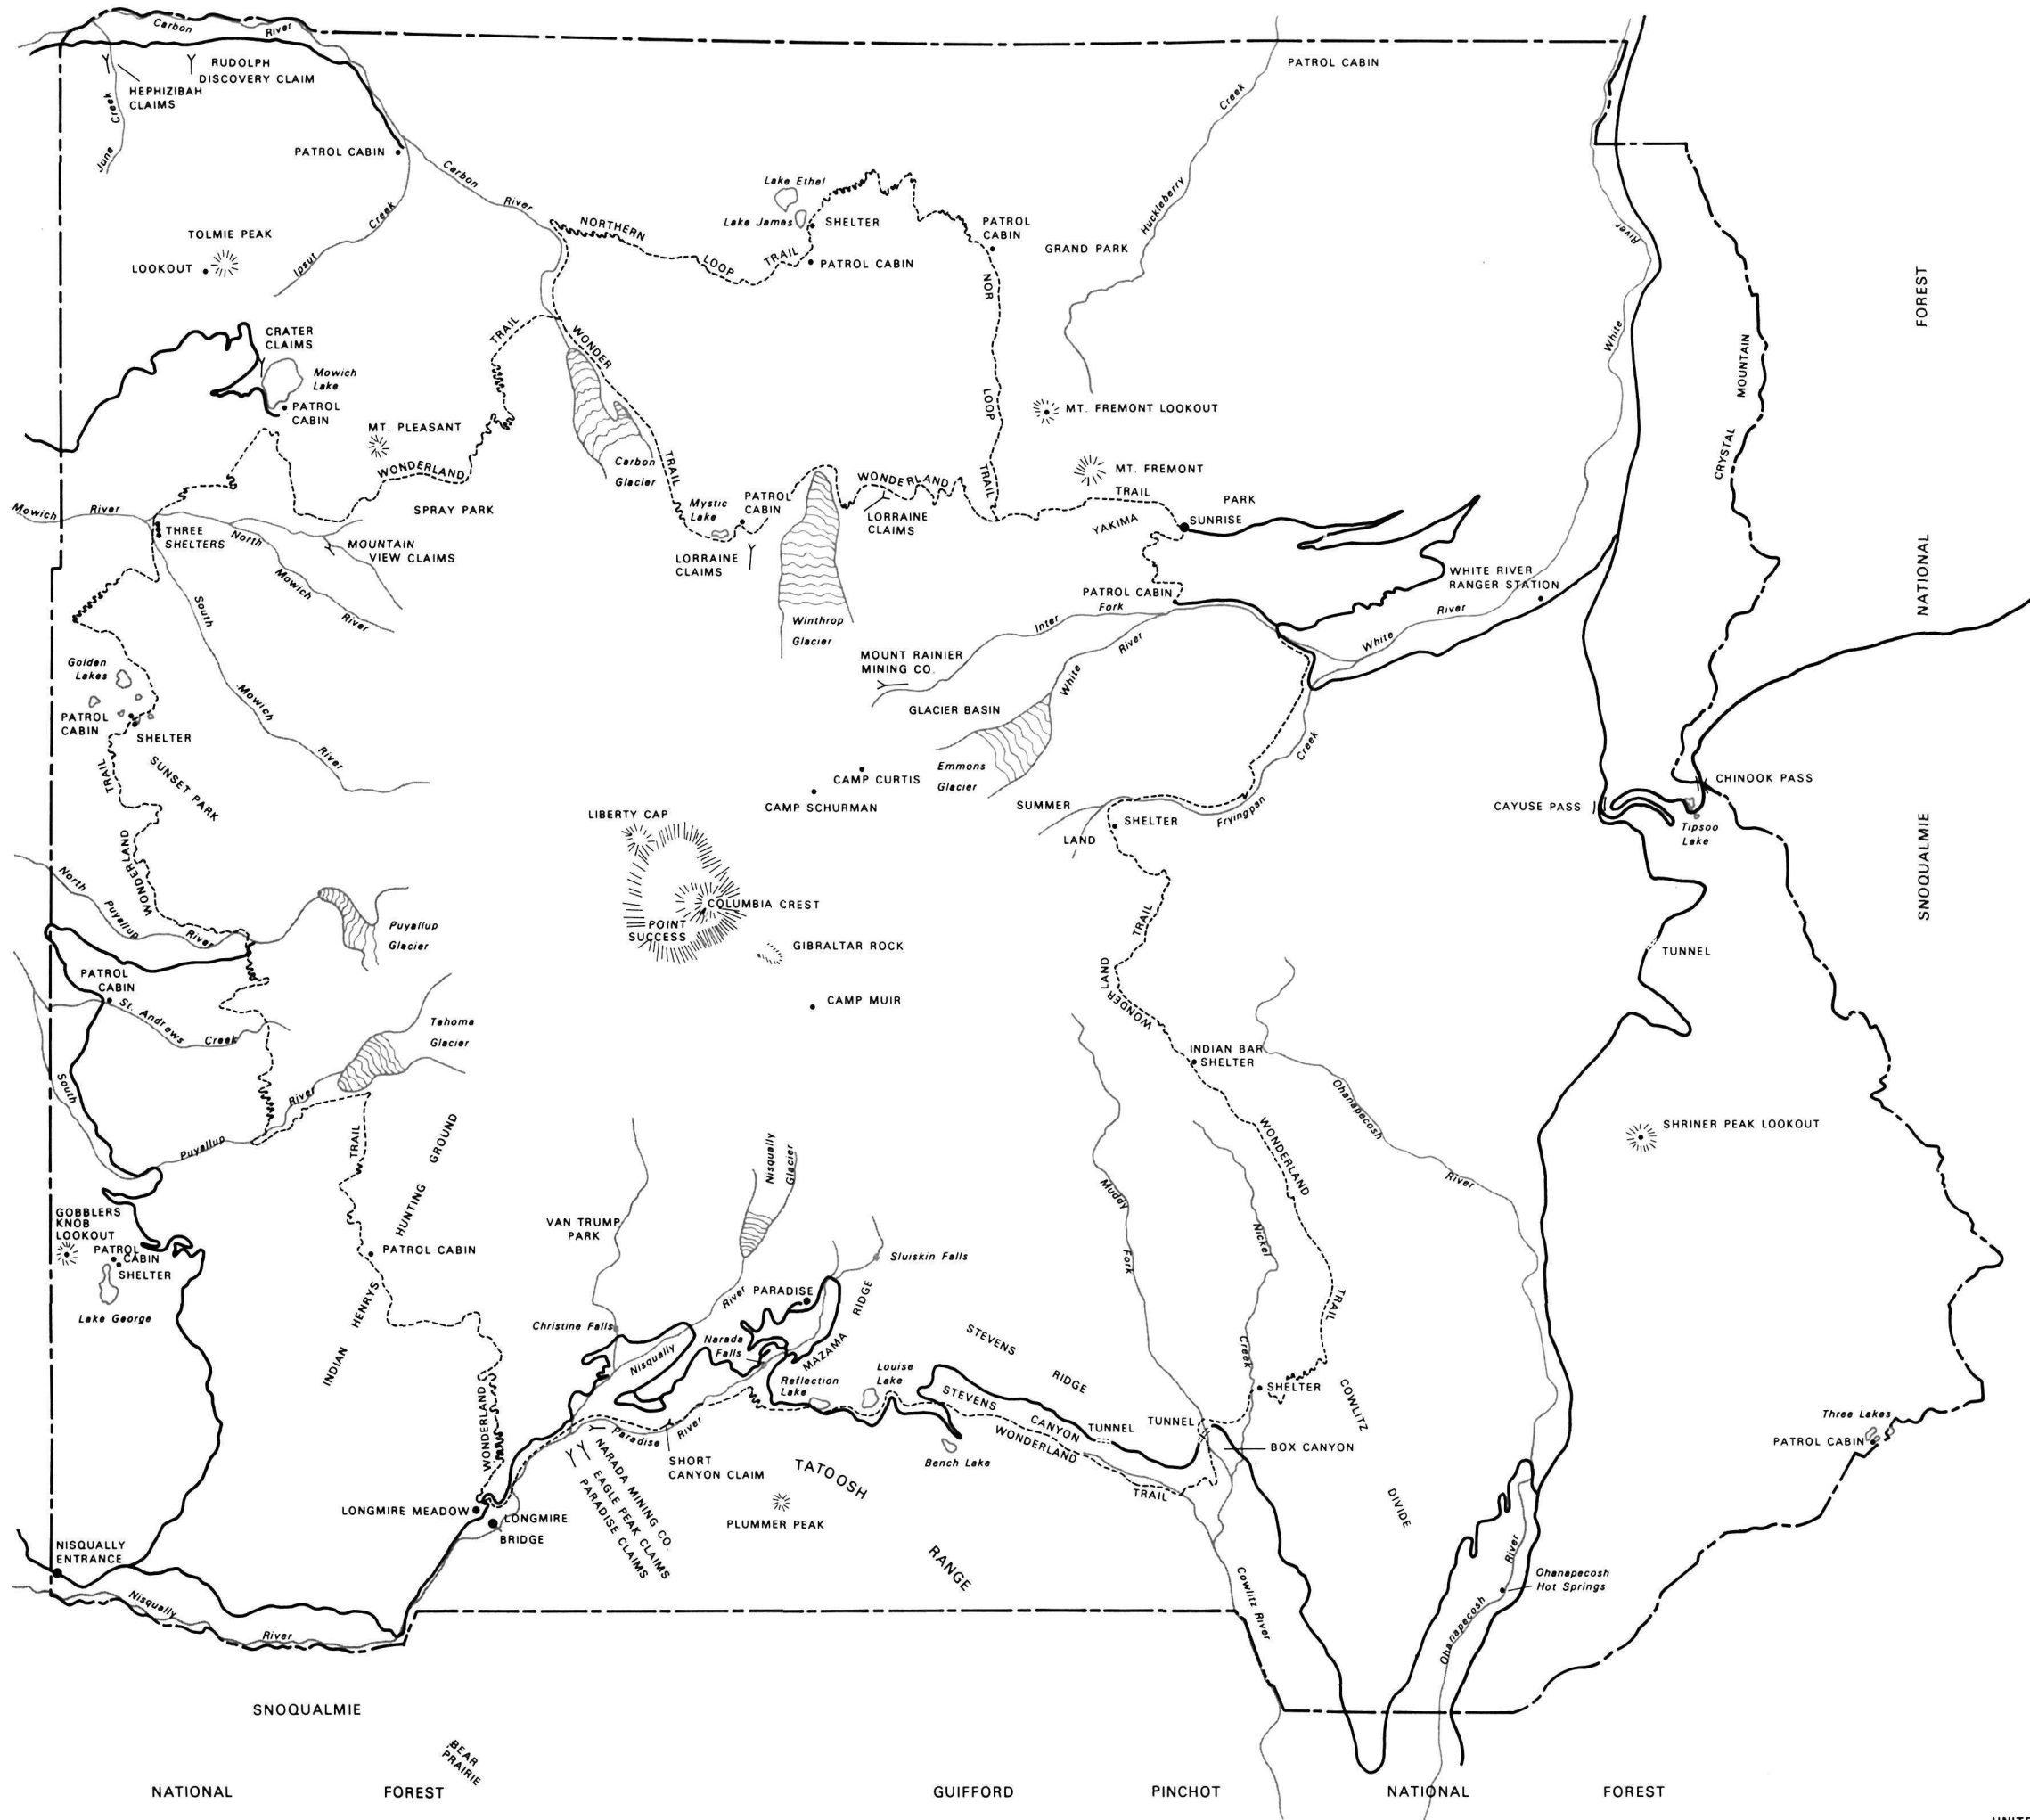 Carbon
River
PATROL CABIN
RUDOLPH
DISCOVERY CLAIM
HEPHIZIBAH
CLAIMS
Creek
June
PATROL CABIN
Carbon
River
Creek
Ipsut
TOLMIE PEAK
LOOKOUT
Lake Ethel
Lake James
SHELTER
PATROL CABIN
NORTHERN
LOOP
TRAIL
PATROL
CABIN
GRAND PARK
Creek
Huckleberry
River
White
NOR
LOOP
TRAIL
FOREST
MOUNTAIN
CRYSTAL
CRATER
CLAIMS
Mowich
Lake
PATROL
CABIN
MT. PLEASANT
WONDERLAND
TRAIL
SPRAY PARK
WONDER
TRAIL
Carbon
Glacier
MT. FREMONT LOOKOUT
MT. FREMONT
Mowich
River
THREE
SHELTERS
North
Mowich
River
MOUNTAIN
VIEW CLAIMS
Mystic
Lake
PATROL
CABIN
LORRAINE
CLAIMS
WONDERLAND
LORRAINE
CLAIMS
TRAIL
PARK
YAKIMA
SUNRISE
PATROL CABIN
WHITE RIVER
RANGER STATION
River
White
NATIONAL
Winthrop
Glacier
Inter
Fork
River
White
MOUNT RAINIER
MINING CO.
GLACIER BASIN
Emmons
Glacier
South
Mowich
River
Golden
Lakes
PATROL
CABIN
SHELTER
SUNSET PARK
TRAIL
WONDERLAND
CAMP CURTIS
CAMP SCHURMAN
SUMMER
LAND
SHELTER
Fryingpan
Creek
CHINOOK PASS
CAYUSE PASS
Tipsoo
Lake
SNOQUALMIE
LIBERTY CAP
COLUMBIA CREST
POINT
SUCCESS
GIBRALTAR ROCK
CAMP MUIR
North
Puyallup
River
Puyallup
Glacier
PATROL
CABIN
St. Andrews
Creek
Tahoma
Glacier
TRAIL
LAND
WONDER
TUNNEL
INDIAN BAR
SHELTER
Ohanapecosh
River
SHRINER PEAK LOOKOUT
South
Puyallup
River
TRAIL
INDIAN HENRYS HUNTING GROUND
PATROL CABIN
GOBBLERS
KNOB
LOOKOUT
PATROL
CABIN
SHELTER
Lake George
VAN TRUMP
PARK
Nisqually
Glacier
Sluiskin Falls
PARADISE
River
Christine Falls
Nisqually
Narada
Falls
MAZAMA
RIDGE
Muddy
Fork
Nickel
Creek
WONDERLAND
TRAIL
STEVENS
RIDGE
Louise
Lake
Reflection
Lake
STEVENS
CANYON
TUNNEL
TUNNEL
SHELTER
COWLITZ
DIVIDE
BOX CANYON
WONDERLAND
TRAIL
Bench Lake
Three Lakes
PATROL CABIN
WONDERLAND
Paradise
River
SHORT
CANYON CLAIM
NARADA MINING CO.
EAGLE PEAK CLAIMS
PARADISE CLAIMS
TATOOSH
RANGE
PLUMMER PEAK
LONGMIRE MEADOW
LONGMIRE
BRIDGE
NISQUALLY
ENTRANCE
Nisqually
River
Cowlitz River
Ohanapecosh
River
Ohanapecosh
Hot Springs
SNOQUALMIE
BEAR
PRAIRIE
NATIONAL
FOREST
GUIFFORD
PINCHOT
NATIONAL
FOREST